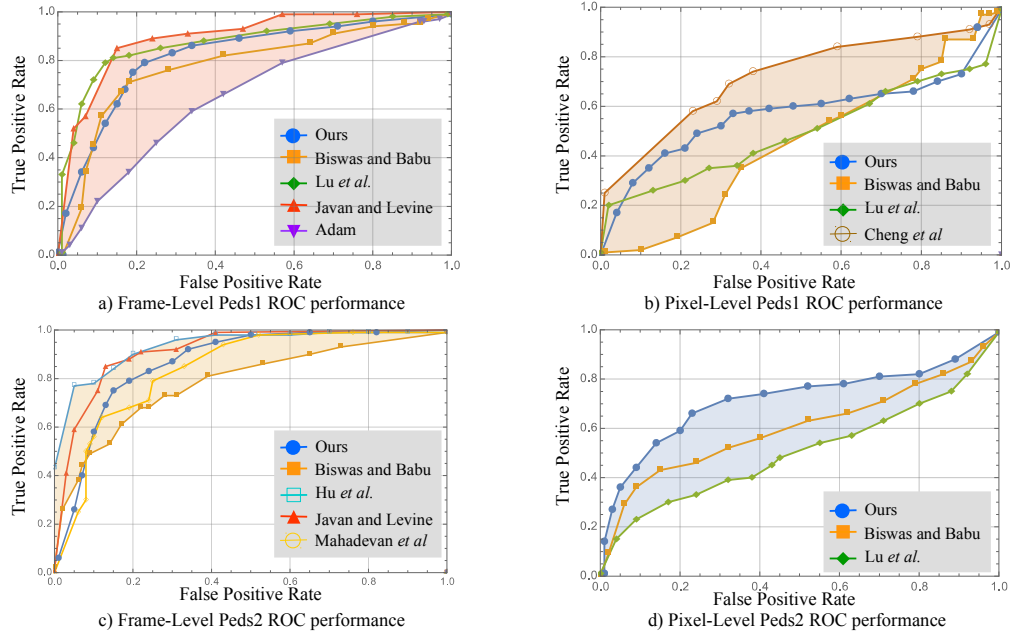 1.0
0.8
0.6
0.4
0.2
0.0
True Positive Rate
0.0 0.2 0.4 0.6 0.8 1.0
False Positive Rate
Ours
Biswas and Babu
Lu et al.
Javan and Levine
Adam
a) Frame-Level Peds1 ROC performance
1.0
0.8
0.6
0.4
0.2
0.0
True Positive Rate
0.0 0.2 0.4 0.6 0.8 1.0
False Positive Rate
Ours
Biswas and Babu
Lu et al.
Cheng et al
b) Pixel-Level Peds1 ROC performance
1.0
0.8
0.6
0.4
0.2
0.0
True Positive Rate
0.0 0.2 0.4 0.6 0.8 1.0
False Positive Rate
Ours
Biswas and Babu
Hu et al.
Javan and Levine
Mahadevan et al
c) Frame-Level Peds2 ROC performance
1.0
0.8
0.6
0.4
0.2
0.0
True Positive Rate
0.0 0.2 0.4 0.6 0.8 1.0
False Positive Rate
Ours
Biswas and Babu
Lu et al.
d) Pixel-Level Peds2 ROC performance